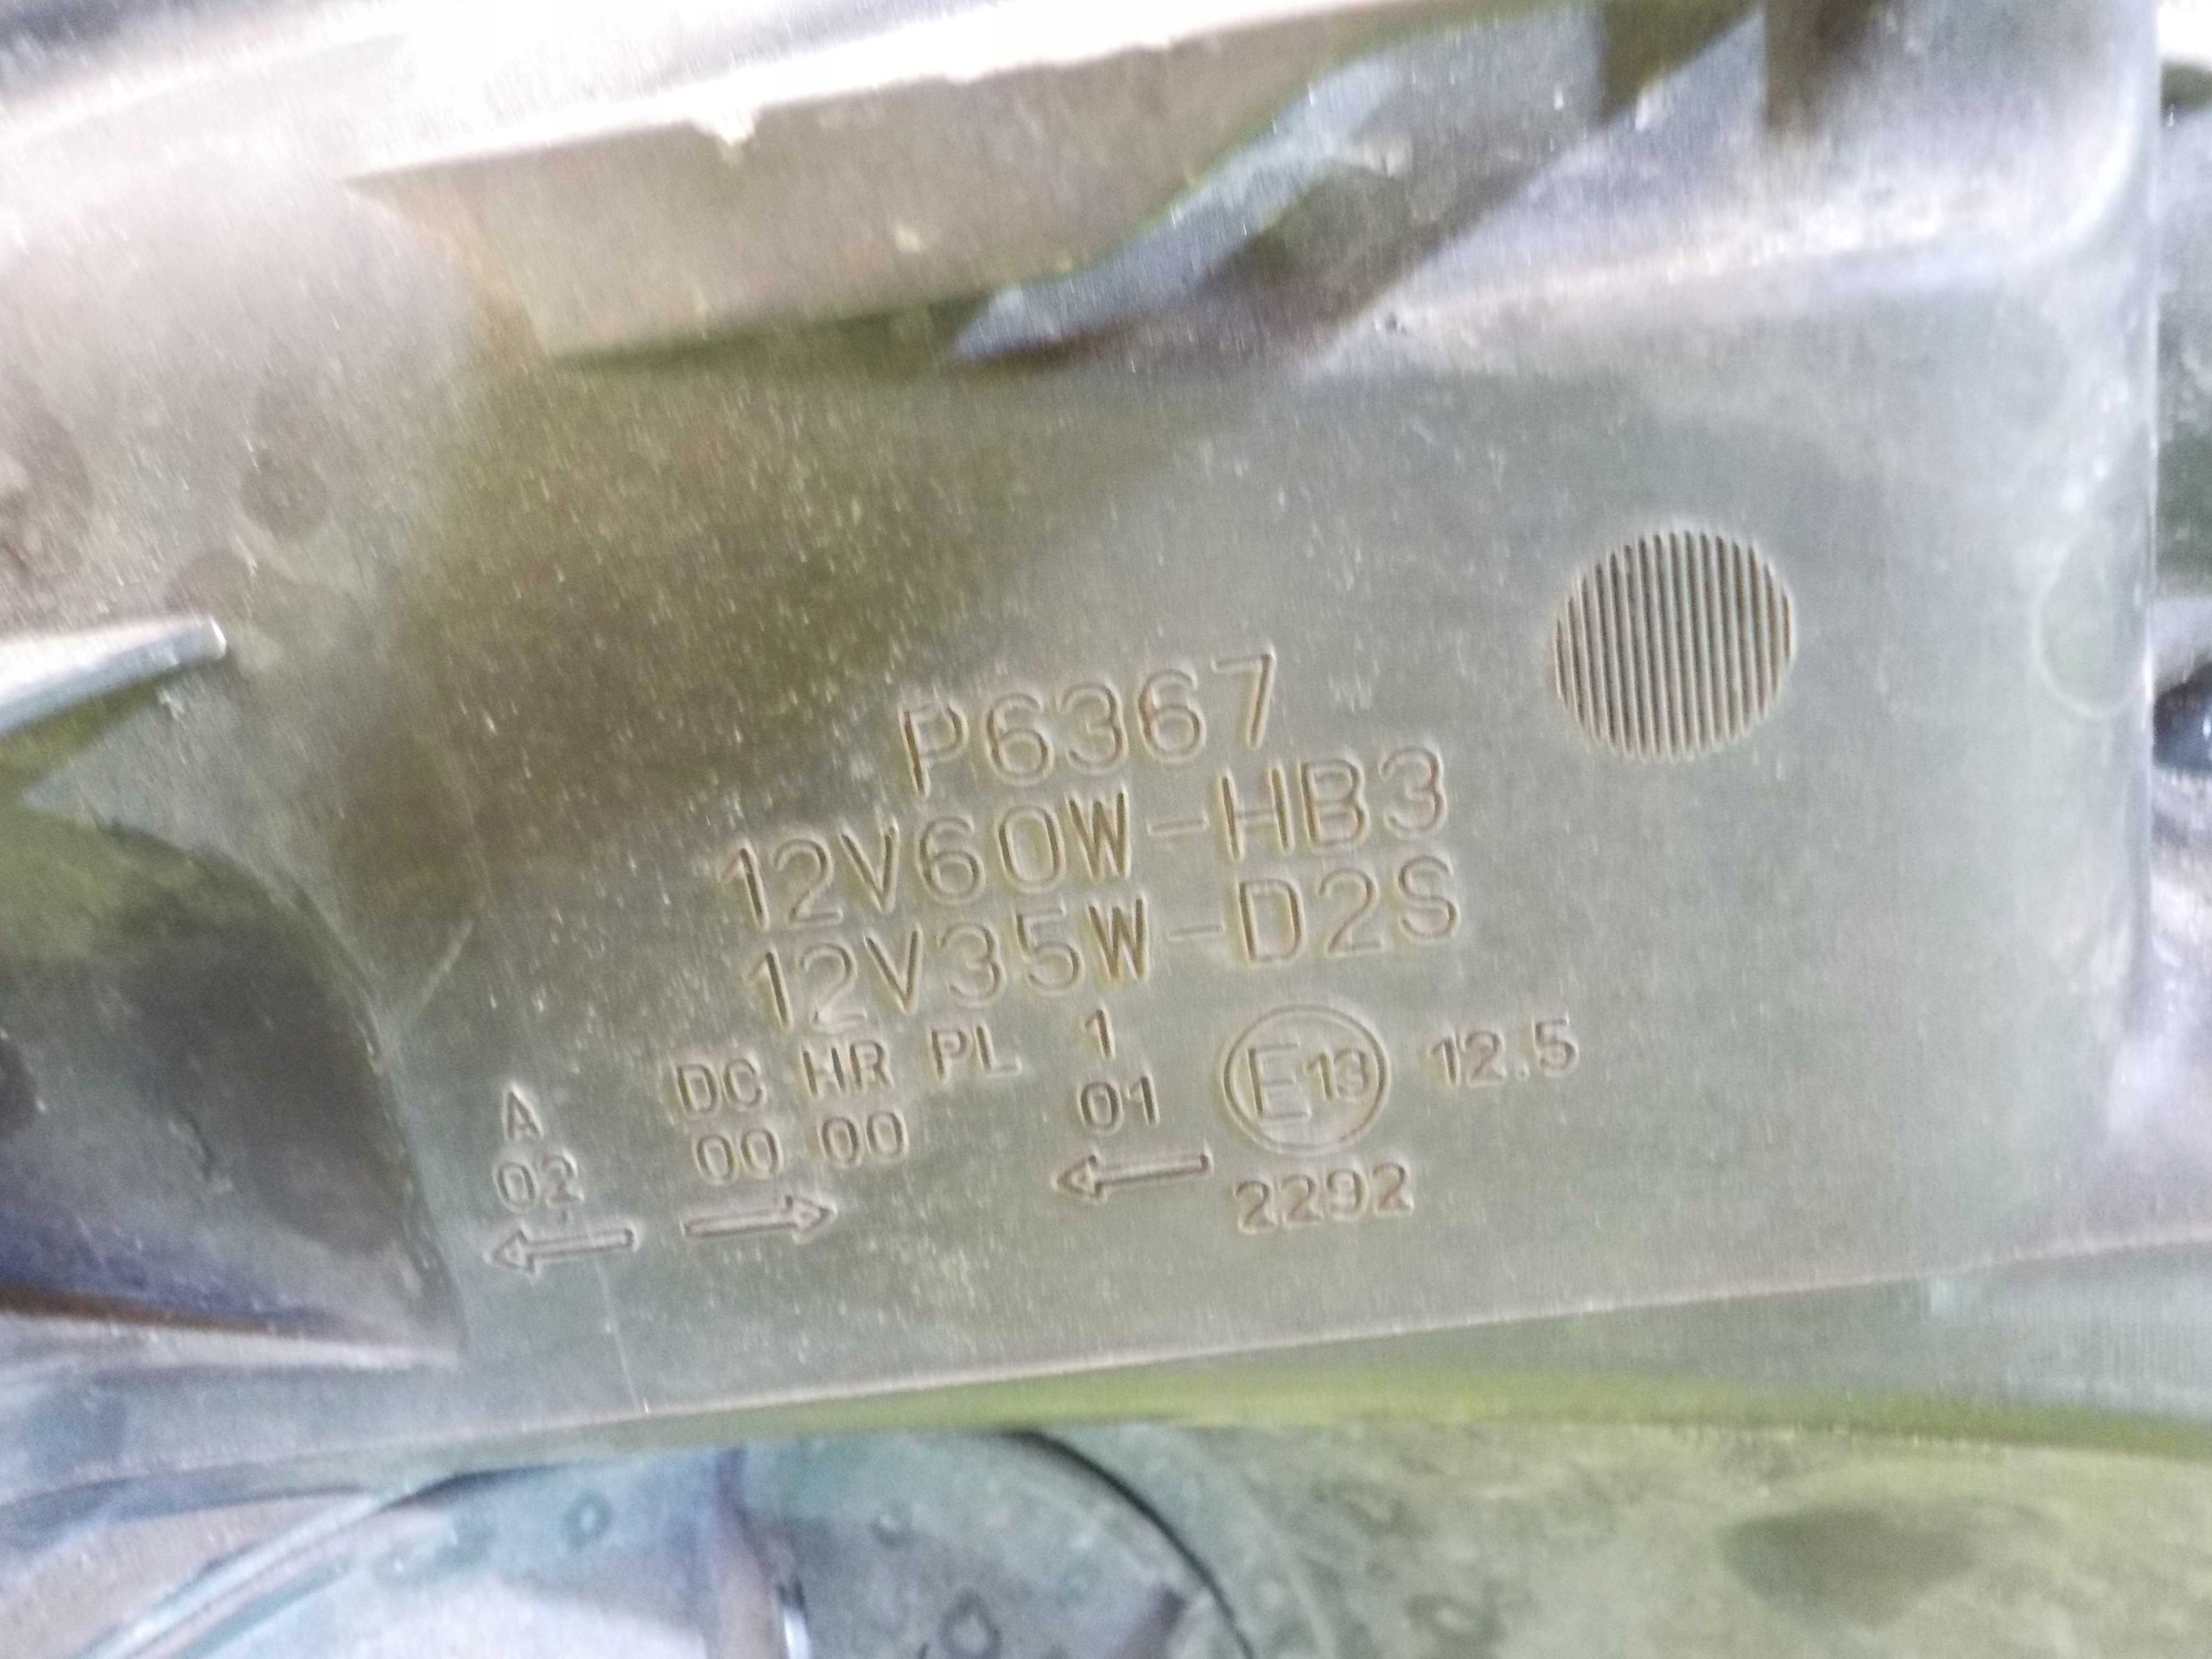 P6367
12V60W-HB3
12V35W-D2S
A DC HR PL 1 E13 12.5
02 00 00 01
← → ← 2292